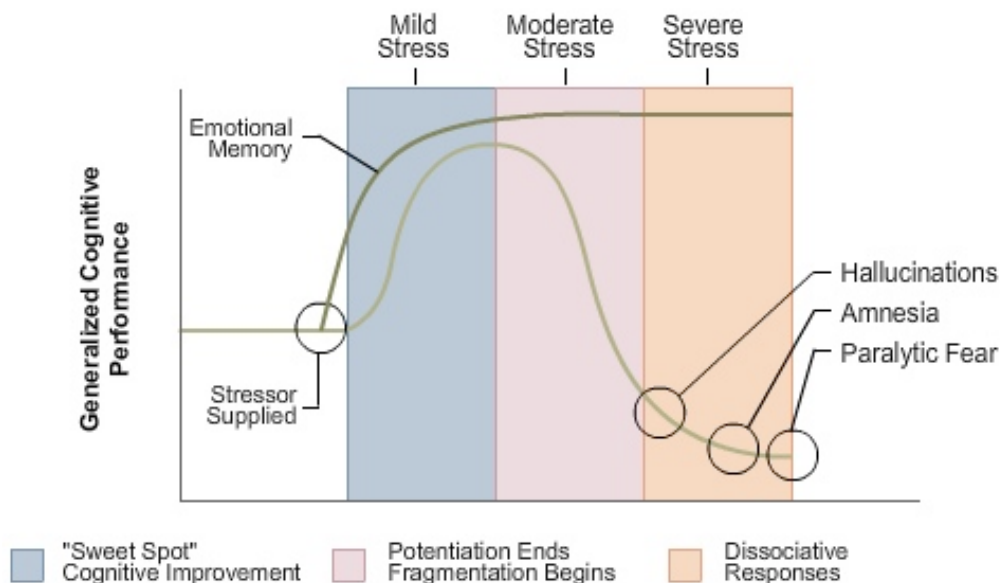 Mild
Stress
Moderate
Stress
Severe
Stress
Emotional
Memory
Generalized Cognitive
Performance
Stressor
Supplied
Hallucinations
Amnesia
Paralytic Fear
"Sweet Spot"
Cognitive Improvement
Potentiation Ends
Fragmentation Begins
Dissociative
Responses